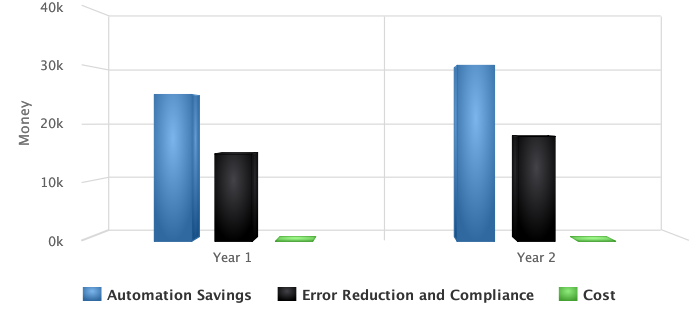 40k
30k
20k
10k
0k
Money
Year 1
Year 2
Automation Savings
Error Reduction and Compliance
Cost